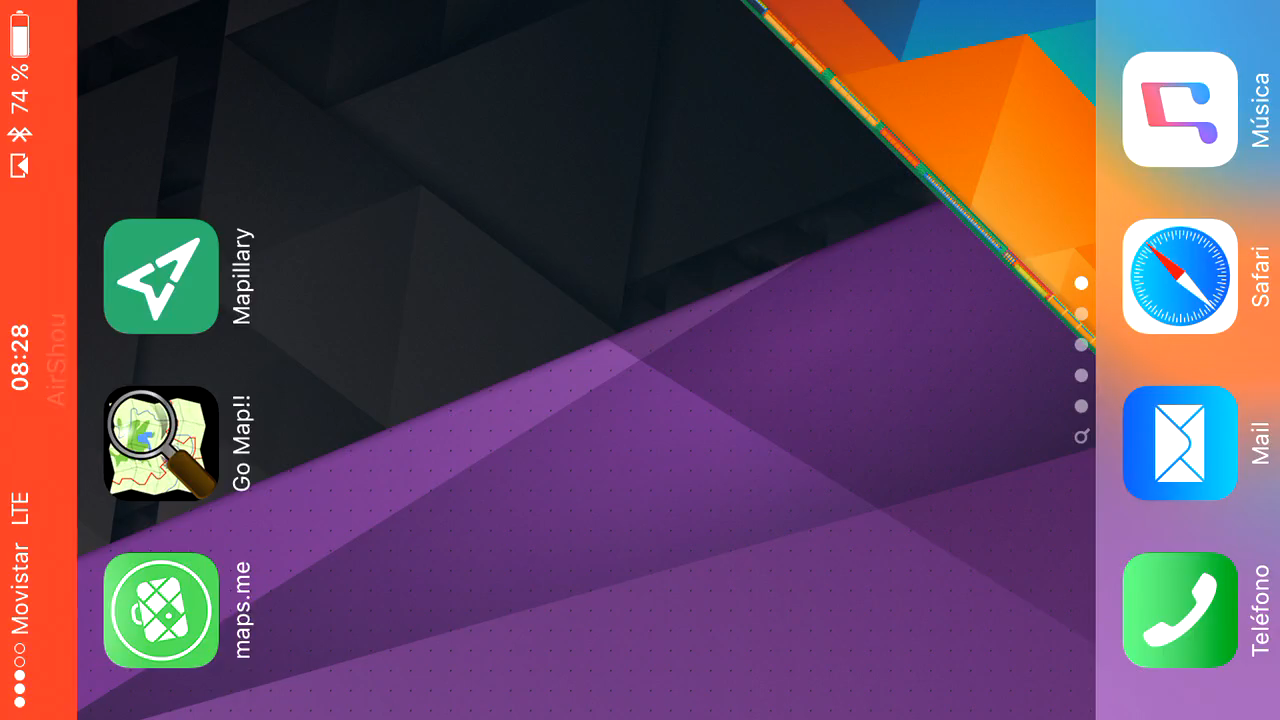 Movistar LTE 08:28 74 %
AirShou
maps.me Go Map!! Mapillary
Teléfono Mail Safari Música